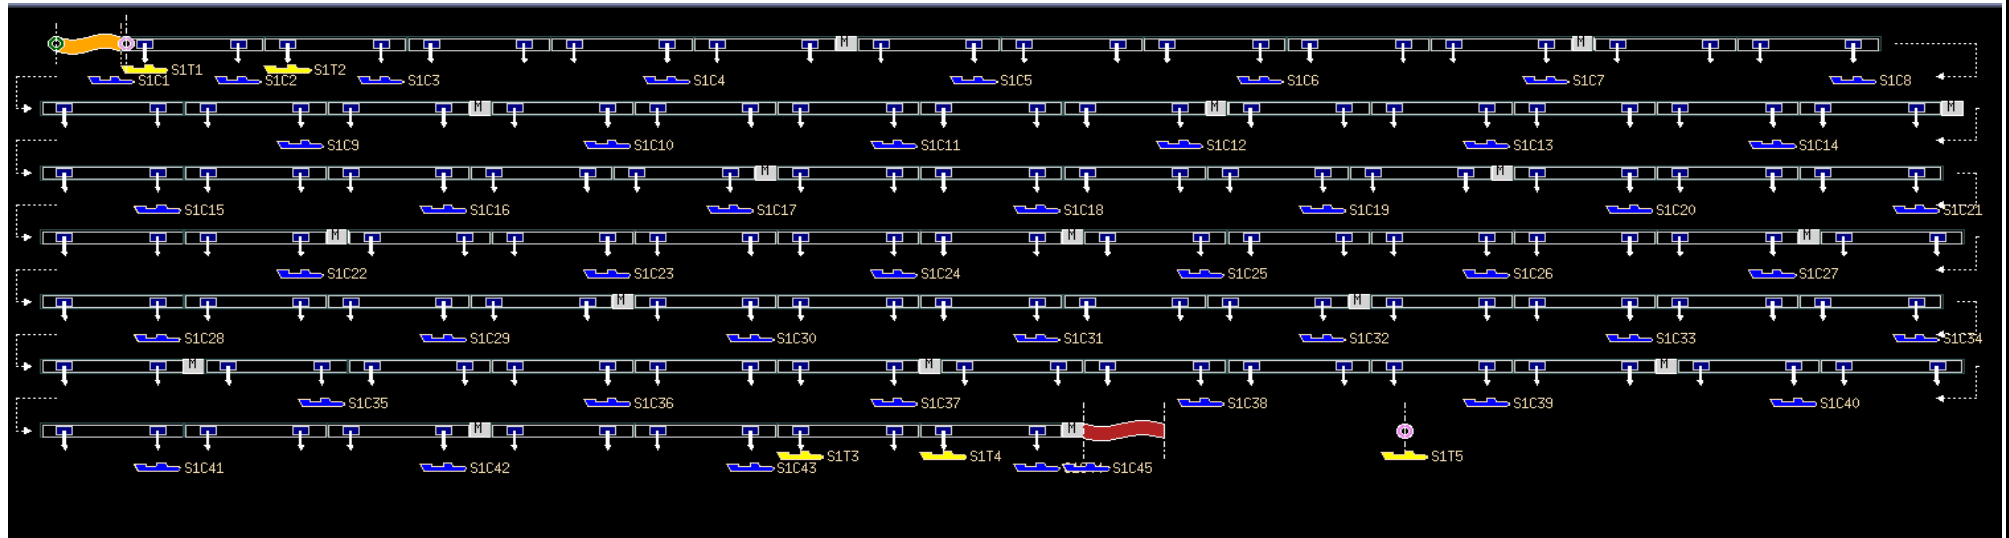 M M
S1T1 S1T2
S1C1 S1C2 S1C3 S1C4 S1C5 S1C6 S1C7 S1C8
M M M
S1C9 S1C10 S1C11 S1C12 S1C13 S1C14
M M
S1C15 S1C16 S1C17 S1C18 S1C19 S1C20 S1C21
M M M
S1C22 S1C23 S1C24 S1C25 S1C26 S1C27
M M
S1C28 S1C29 S1C30 S1C31 S1C32 S1C33 S1C34
M M M
S1C35 S1C36 S1C37 S1C38 S1C39 S1C40
M M
S1T3 S1T4 S1T5
S1C41 S1C42 S1C43 S1C45